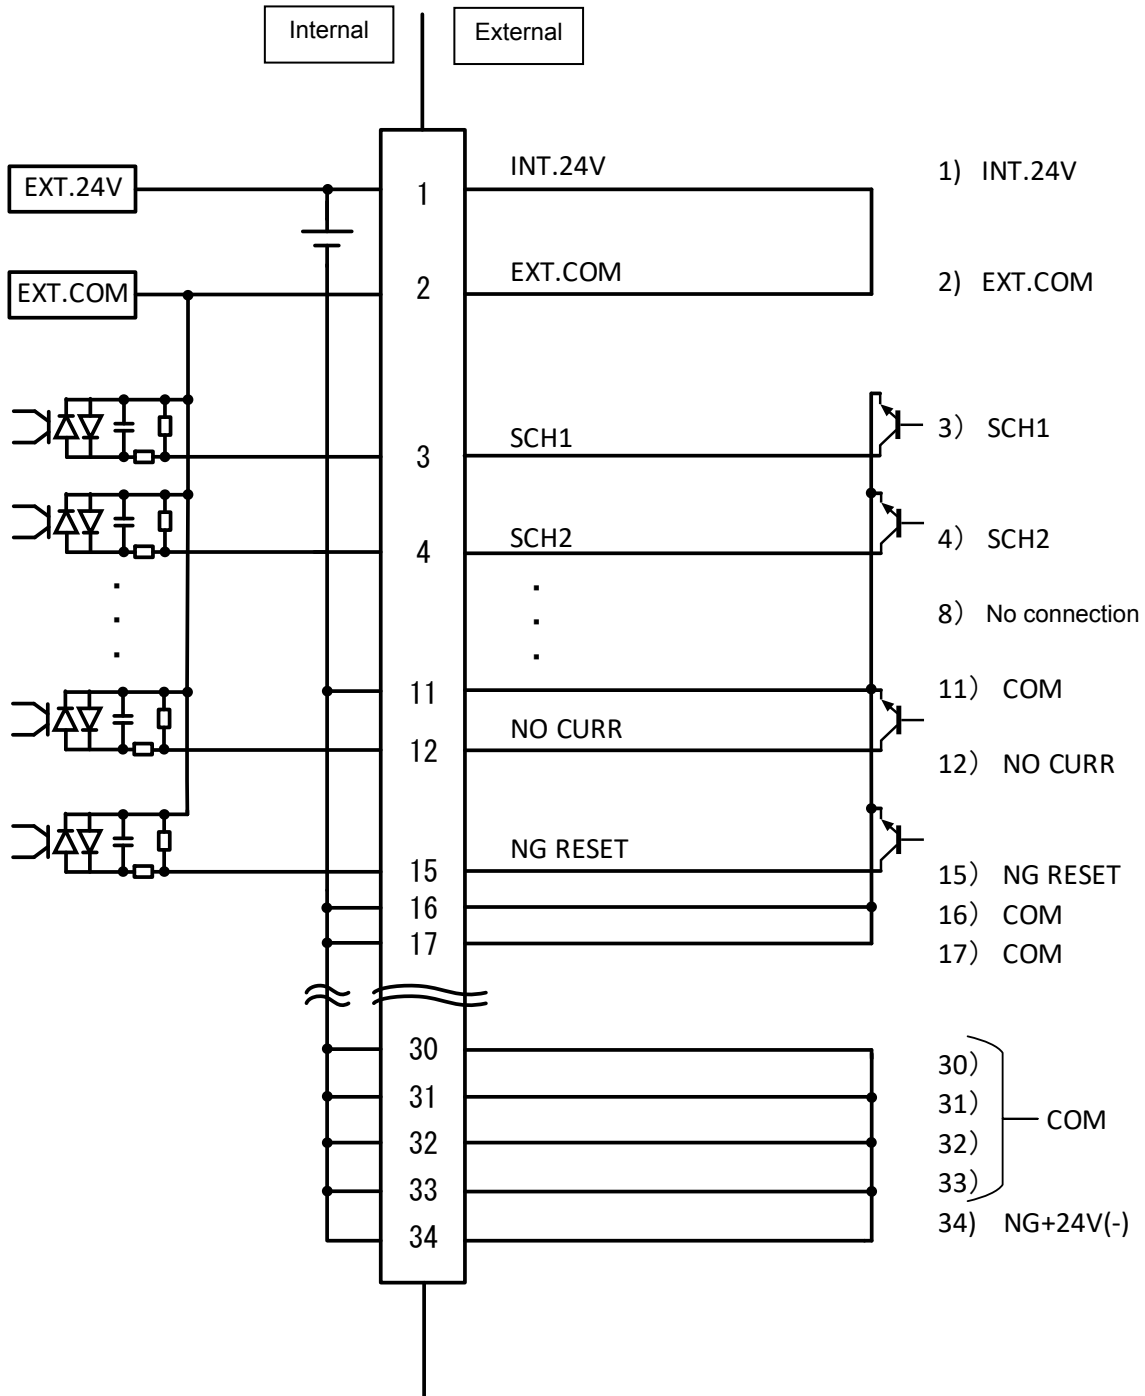 Internal
External
EXT.24V
1
INT.24V
1) INT.24V
EXT.COM
2
EXT.COM
2) EXT.COM
3
SCH1
3) SCH1
4
SCH2
4) SCH2
8) No connection
11
11) COM
12
NO CURR
12) NO CURR
15
NG RESET
15) NG RESET
16
16) COM
17
17) COM
30
30)
31
31)
COM
32
32)
33
33)
34
34) NG+24V(-)